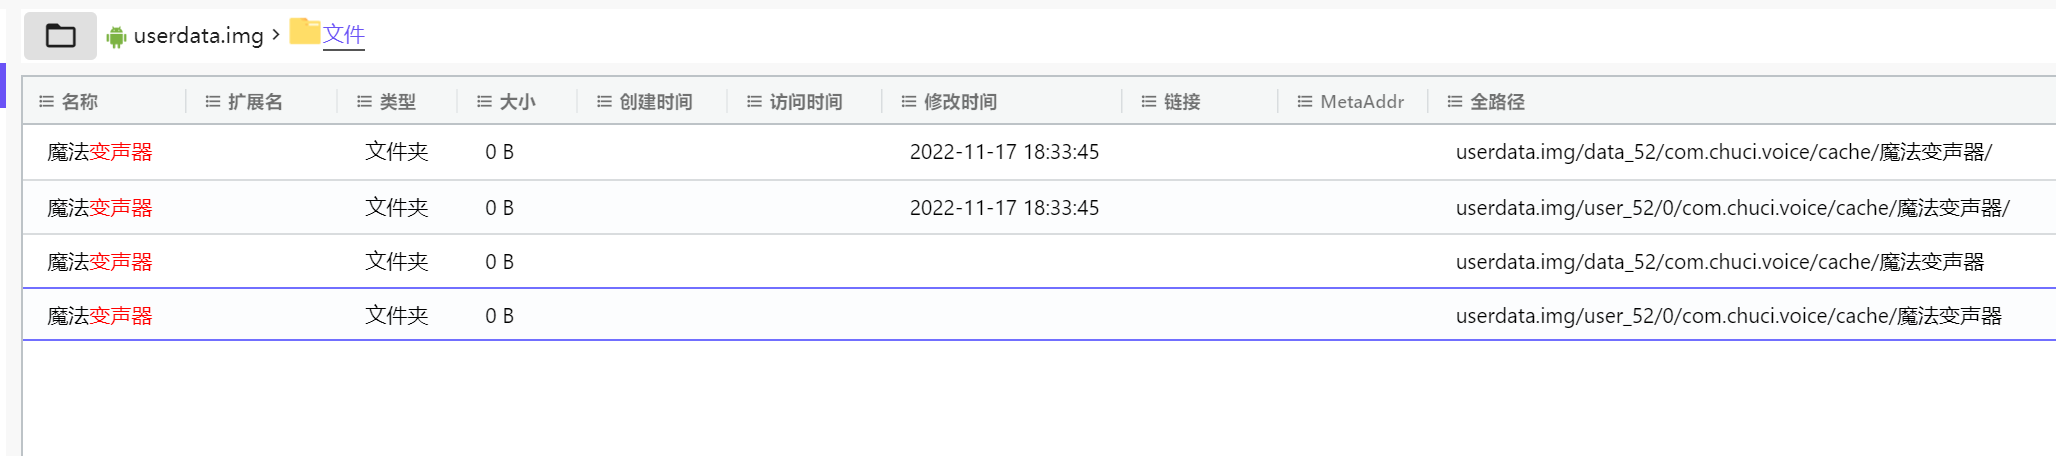 userdata.img > 文件
名称 扩展名 类型 大小 创建时间 访问时间 修改时间 链接 MetaAddr 全路径
魔法变声器 文件夹 0 B 2022-11-17 18:33:45 userdata.img/data_52/com.chuci.voice/cache/魔法变声器/
魔法变声器 文件夹 0 B 2022-11-17 18:33:45 userdata.img/user_52/0/com.chuci.voice/cache/魔法变声器/
魔法变声器 文件夹 0 B userdata.img/data_52/com.chuci.voice/cache/魔法变声器
魔法变声器 文件夹 0 B userdata.img/user_52/0/com.chuci.voice/cache/魔法变声器